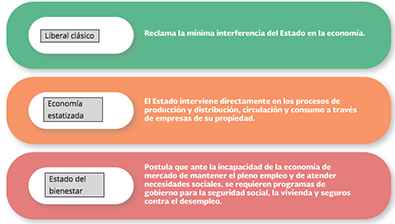 Liberal clásico
Reclama la mínima interferencia del Estado en la economía.
Economía
estatizada
El Estado interviene directamente en los procesos de
producción y distribución, circulación y consumo a través
de empresas de su propiedad.
Estado del
bienestar
Postula que ante la incapacidad de la economía de
mercado de mantener el pleno empleo y de atender
necesidades sociales, se requieren programas de
gobierno para la seguridad social, la vivienda y seguros
contra el desempleo.